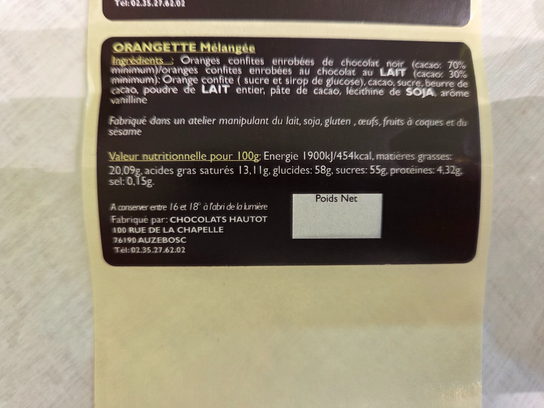 Tel: 02.35.27.62.02
ORANGETTE Mélangée
Ingrédients : Oranges confites enrobées de chocolat noir (cacao: 70%
minimum)/oranges confites enrobées au chocolat au LAIT (cacao: 30%
minimum): Orange confite ( sucre et sirop de glucose), cacao, sucre, beurre de
cacao, poudre de LAIT entier, pâte de cacao, lécithine de SOJA, arôme
vanilline
Fabriqué dans un atelier manipulant du lait, soja, gluten , œufs, fruits à coques et du
sésame
Valeur nutritionnelle pour 100g: Energie 1900kJ/454kcal, matières grasses:
20,09g, acides gras saturés 13,11g, glucides: 58g, sucres: 55g, protéines: 4,32g,
sel: 0,15g.
A conserver entre 16 et 18° à l'abri de la lumière
Poids Net
Fabriqué par: CHOCOLATS HAUTOT
100 RUE DE LA CHAPELLE
76190 AUZEBOSC
Tel: 02.35.27.62.02